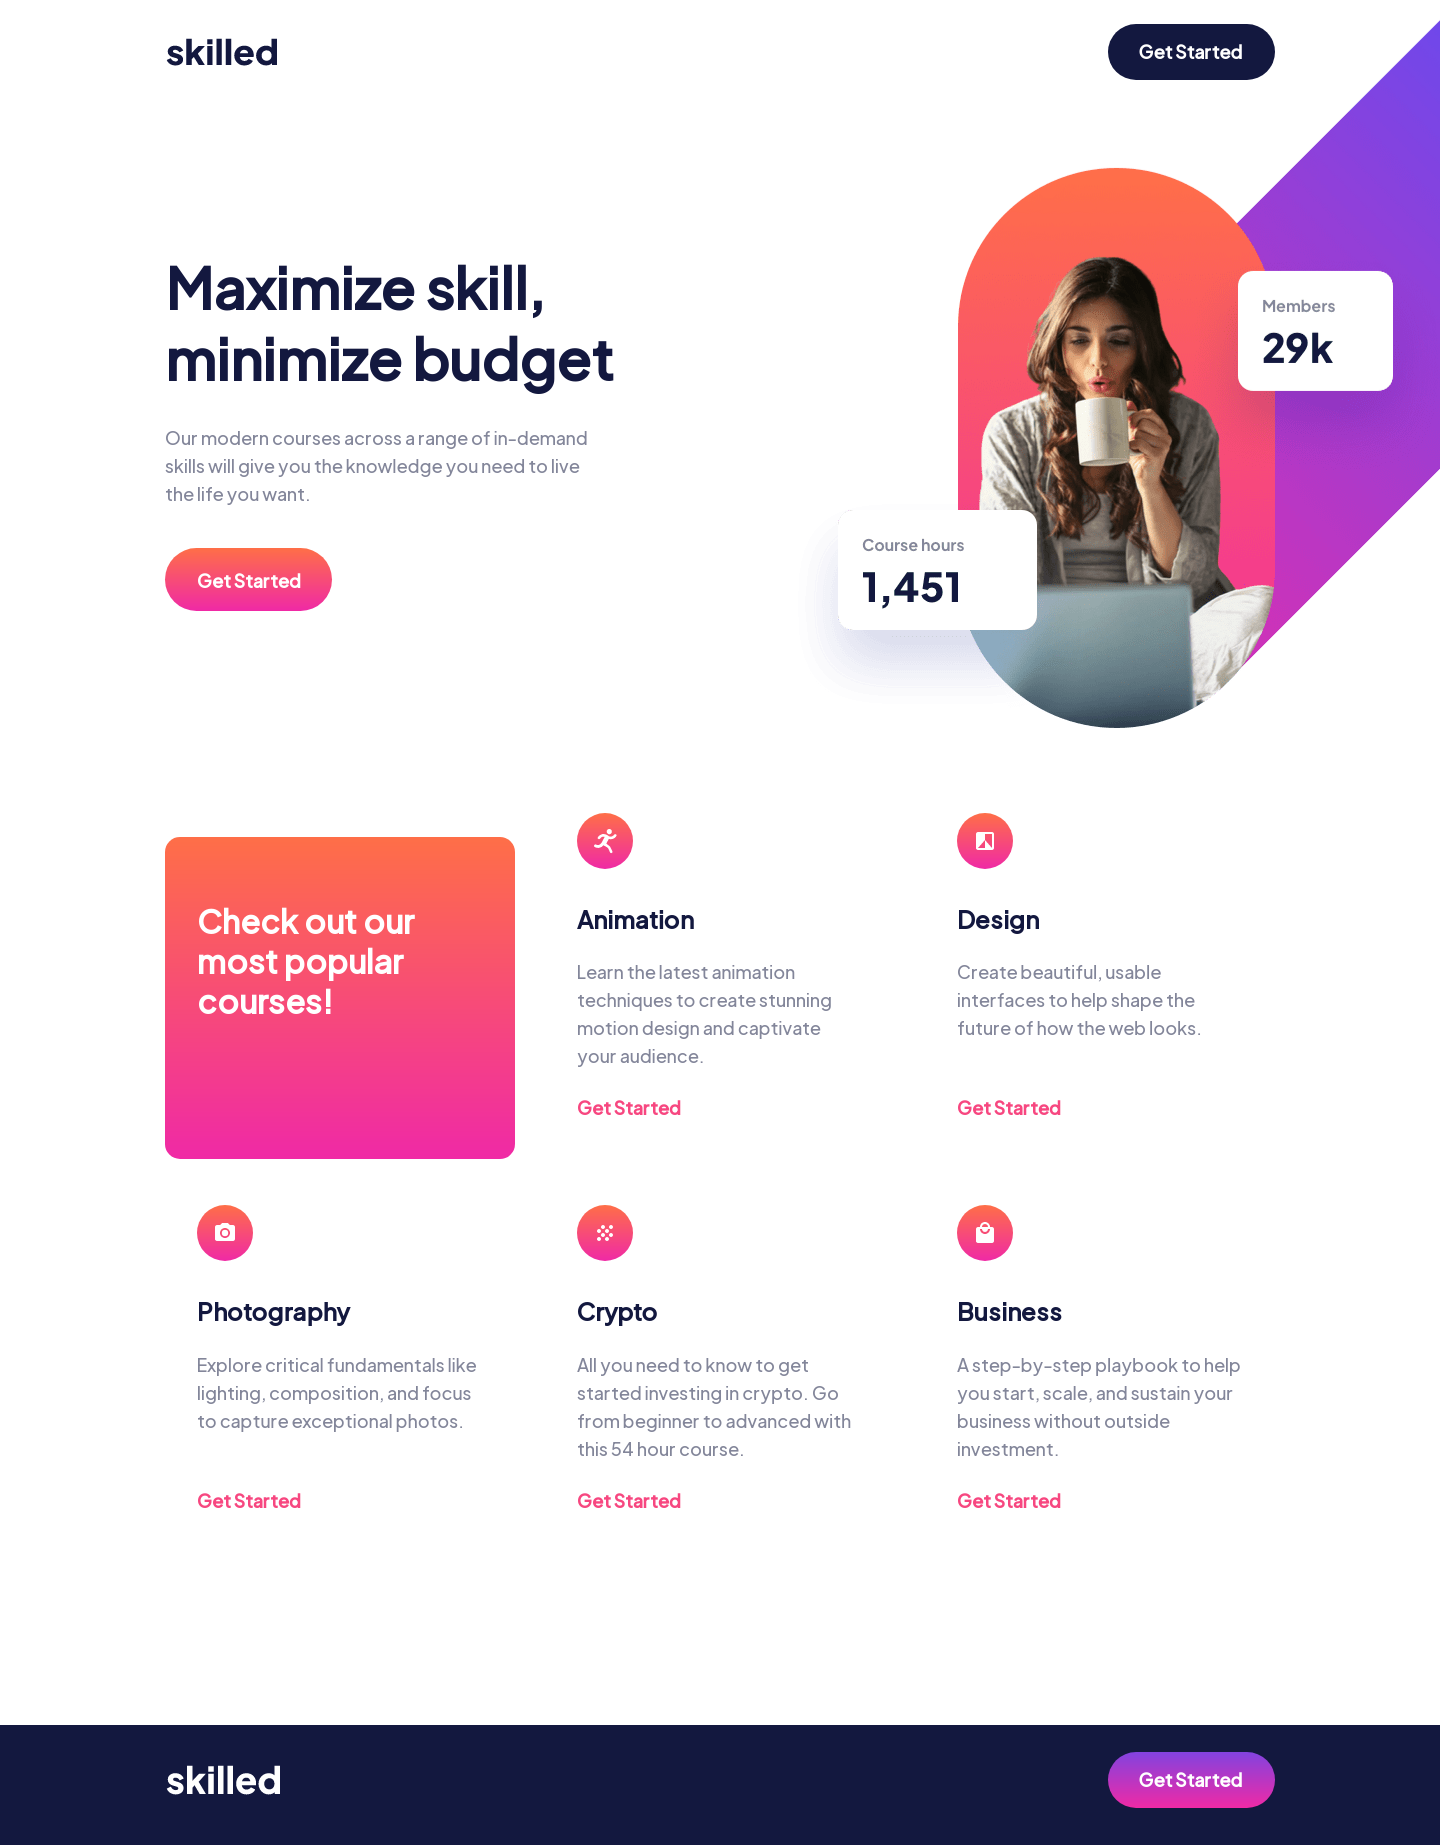 skilled
Get Started
Maximize skill,
minimize budget
Our modern courses across a range of in-demand
skills will give you the knowledge you need to live
the life you want.
Get Started
Members
29k
Course hours
1,451
Check out our
most popular
courses!
Animation
Learn the latest animation
techniques to create stunning
motion design and captivate
your audience.
Get Started
Design
Create beautiful, usable
interfaces to help shape the
future of how the web looks.
Get Started
Photography
Explore critical fundamentals like
lighting, composition, and focus
to capture exceptional photos.
Get Started
Crypto
All you need to know to get
started investing in crypto. Go
from beginner to advanced with
this 54 hour course.
Get Started
Business
A step-by-step playbook to help
you start, scale, and sustain your
business without outside
investment.
Get Started
skilled
Get Started